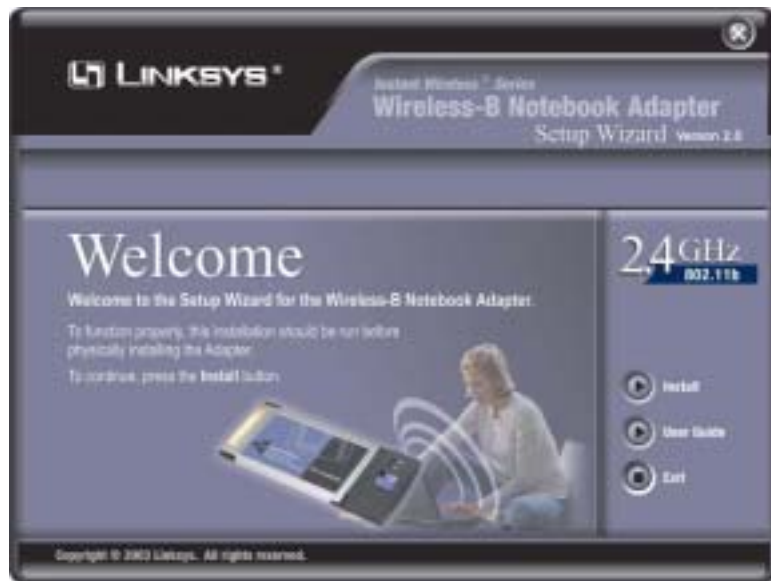 LINKSYS®
Instant Wireless® Series
Wireless-B Notebook Adapter
Setup Wizard Version 2.0
Welcome
Welcome to the Setup Wizard for the Wireless-B Notebook Adapter.
To function properly, this installation should be run before
physically installing the Adapter.
To continue, press the Install button
2,4GHz
802.11b
Install
User Guide
Exit
Copyright © 2003 Linksys. All rights reserved.